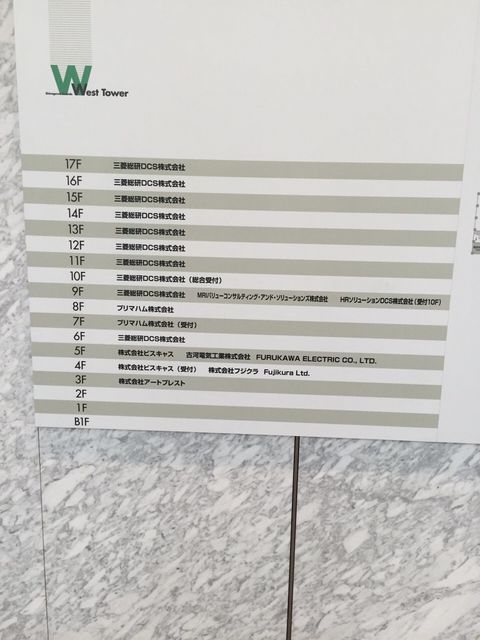 West Tower
17F 三菱総研DCS株式会社
16F 三菱総研DCS株式会社
15F 三菱総研DCS株式会社
14F 三菱総研DCS株式会社
13F 三菱総研DCS株式会社
12F 三菱総研DCS株式会社
11F 三菱総研DCS株式会社
10F 三菱総研DCS株式会社(総合受付)
9F 三菱総研DCS株式会社 MRIバリューコンサルティング・アンド・ソリューションズ株式会社 HRソリューションDCS株式会社(受付10F)
8F プリマハム株式会社
7F プリマハム株式会社(受付)
6F 三菱総研DCS株式会社
5F 株式会社ビスキャス 古河電気工業株式会社 FURUKAWA ELECTRIC CO., LTD.
4F 株式会社ビスキャス(受付) 株式会社フジクラ Fujikura Ltd.
3F 株式会社アートプレスト
2F
1F
B1F